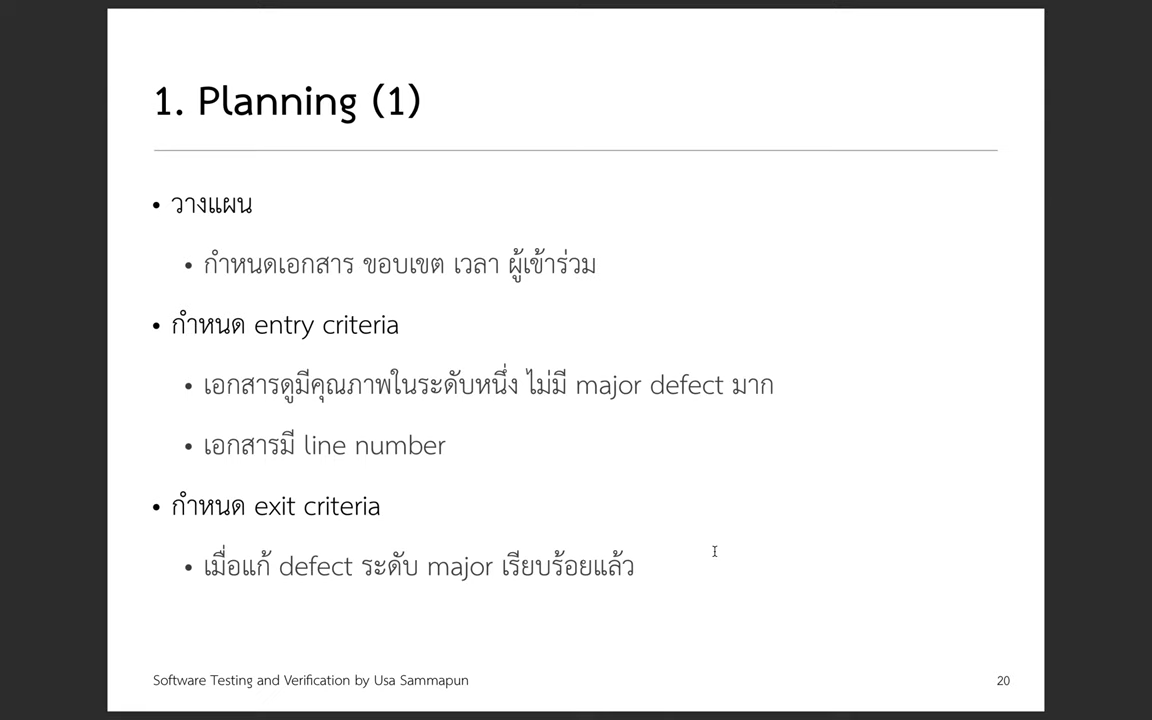 1. Planning (1)
• วางแผน
• กำหนดเอกสาร ขอบเขต เวลา ผู้เข้าร่วม
• กำหนด entry criteria
• เอกสารดูมีคุณภาพในระดับหนึ่ง ไม่มี major defect มาก
• เอกสารมี line number
• กำหนด exit criteria
• เมื่อแก้ defect ระดับ major เรียบร้อยแล้ว
Software Testing and Verification by Usa Sammapun
20